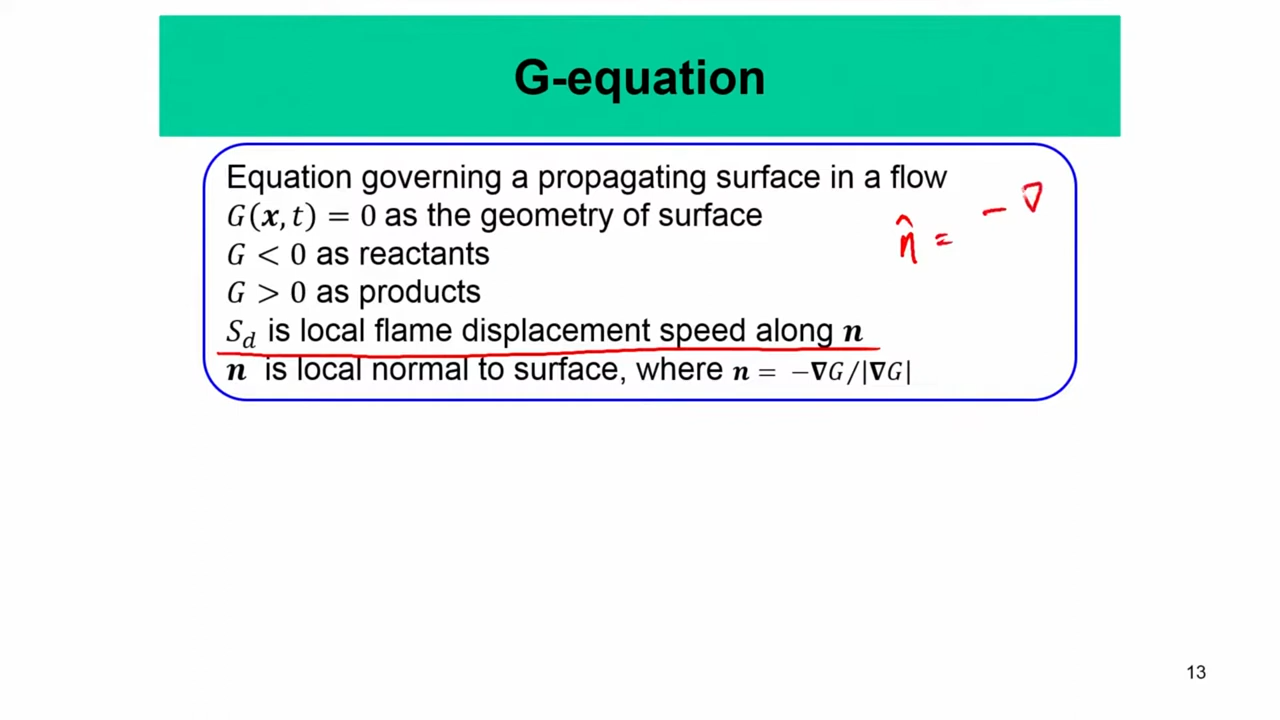 G-equation
Equation governing a propagating surface in a flow
G(x, t) = 0 as the geometry of surface
G < 0 as reactants
G > 0 as products
S_d is local flame displacement speed along n
n is local normal to surface, where n = −∇G/|∇G|
n̂ = − ∇
13